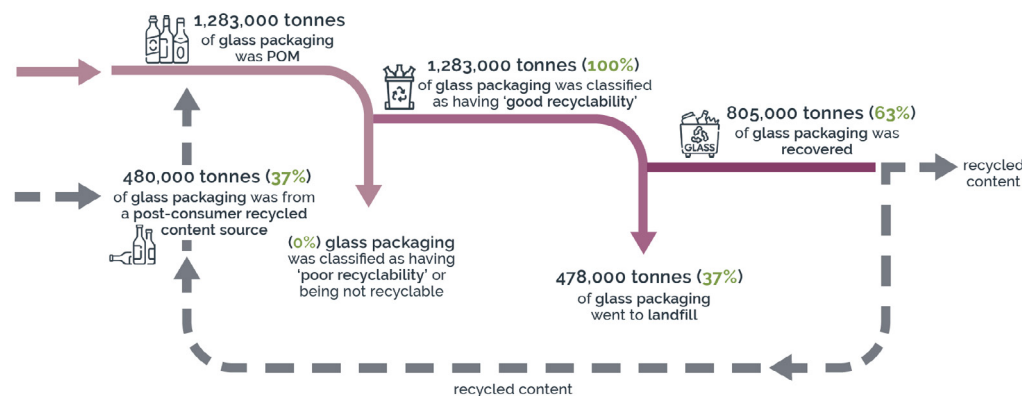 1,283,000 tonnes
of glass packaging
was POM
1,283,000 tonnes (100%)
of glass packaging was classified
as having 'good recyclability'
GLASS
805,000 tonnes (63%)
of glass packaging was
recovered
recycled
content
480,000 tonnes (37%)
of glass packaging was from
a post-consumer recycled
content source
(0%) glass packaging
was classified as having
'poor recyclability' or
being not recyclable
478,000 tonnes (37%)
of glass packaging
went to landfill
recycled content